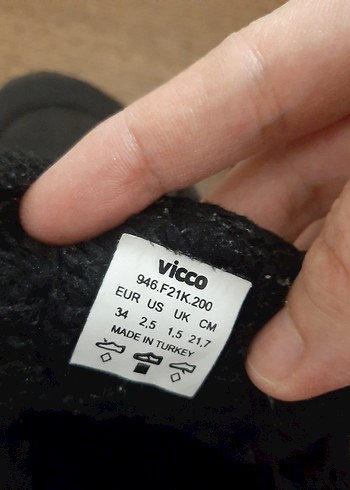 vicco
946.F21K.200
EUR US UK CM
34 2.5 1,5 21,7
MADE IN TURKEY